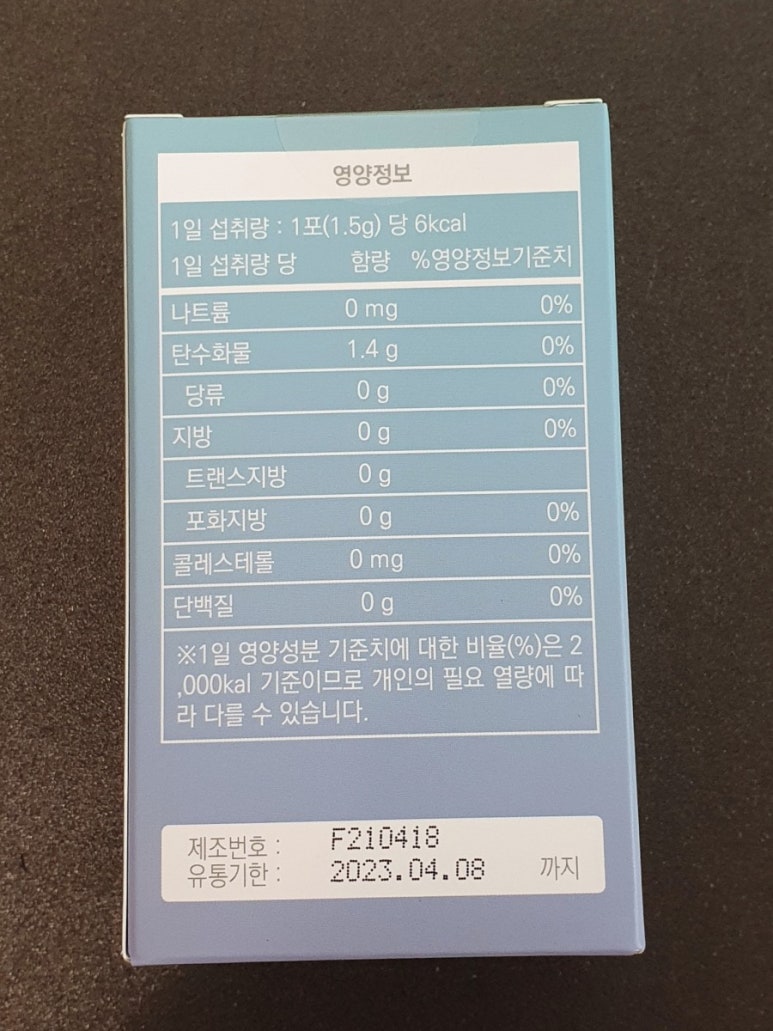 영양정보
1일 섭취량 : 1포(1.5g) 당 6kcal
1일 섭취량 당 함량 %영양정보기준치
나트륨 0 mg 0%
탄수화물 1.4 g 0%
당류 0 g 0%
지방 0 g 0%
트랜스지방 0 g
포화지방 0 g 0%
콜레스테롤 0 mg 0%
단백질 0 g 0%
※1일 영양성분 기준치에 대한 비율(%)은 2
,000kal 기준이므로 개인의 필요 열량에 따
라 다를 수 있습니다.
제조번호 : F210418
유통기한 : 2023.04.08 까지